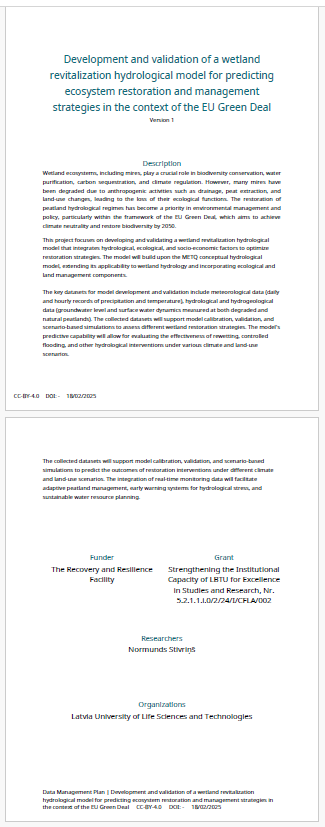 Development and validation of a wetland
revitalization hydrological model for predicting
ecosystem restoration and management
strategies in the context of the EU Green Deal
Version 1
Description
Wetland ecosystems, including mires, play a crucial role in biodiversity conservation, water
purification, carbon sequestration, and climate regulation. However, many mires have
been degraded due to anthropogenic activities such as drainage, peat extraction, and
land-use changes, leading to the loss of their ecological functions. The restoration of
peatland hydrological regimes has become a priority in environmental management and
policy, particularly within the framework of the EU Green Deal, which aims to achieve
climate neutrality and restore biodiversity by 2050.
This project focuses on developing and validating a wetland revitalization hydrological
model that integrates hydrological, ecological, and socio-economic factors to optimize
restoration strategies. The model will build upon the METQ conceptual hydrological
model, extending its applicability to wetland hydrology and incorporating ecological and
land management components.
The key datasets for model development and validation include meteorological data (daily
and hourly records of precipitation and temperature), hydrological and hydrogeological
data (groundwater level and surface water dynamics measured at both degraded and
natural peatlands). The collected datasets will support model calibration, validation, and
scenario-based simulations to assess different wetland restoration strategies. The model's
predictive capability will allow for evaluating the effectiveness of rewetting, controlled
flooding, and other hydrological interventions under various climate and land-use
scenarios.
CC-BY-4.0 DOI: - 18/02/2025
The collected datasets will support model calibration, validation, and scenario-based
simulations to predict the outcomes of restoration interventions under different climate
and land-use scenarios. The integration of real-time monitoring data will facilitate
adaptive peatland management, early warning systems for hydrological stress, and
sustainable water resource planning.
Funder
The Recovery and Resilience
Facility
Grant
Strengthening the Institutional
Capacity of LBTU for Excellence
in Studies and Research, Nr.
5.2.1.1.i.0/2/24/I/CFLA/002
Researchers
Normunds Stivriņš
Organizations
Latvia University of Life Sciences and Technologies
Data Management Plan | Development and validation of a wetland revitalization
hydrological model for predicting ecosystem restoration and management strategies in
the context of the EU Green Deal CC-BY-4.0 DOI: - 18/02/2025